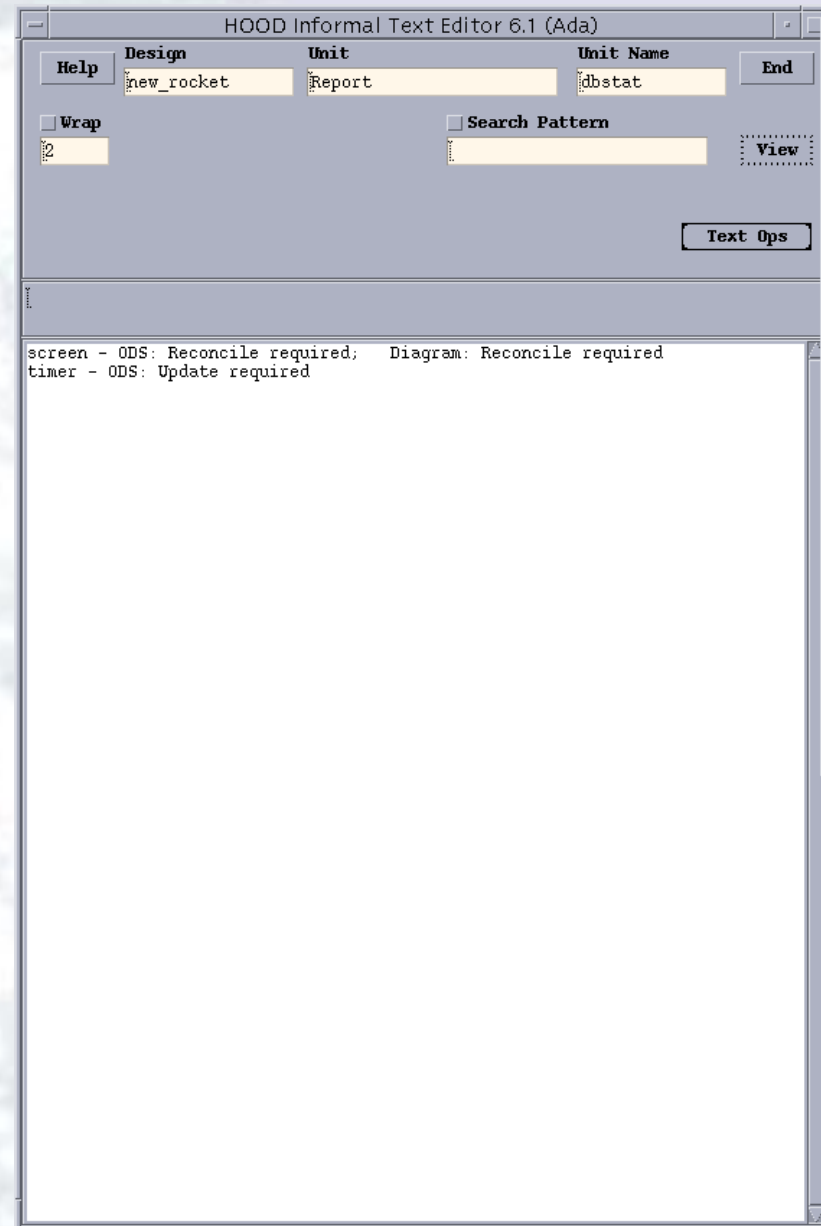 HOOD Informal Text Editor 6.1 (Ada)
Help Design Unit Unit Name End
new_rocket Report dbstat
Wrap Search Pattern
2 View
Text Ops
screen - ODS: Reconcile required; Diagram: Reconcile required
timer - ODS: Update required